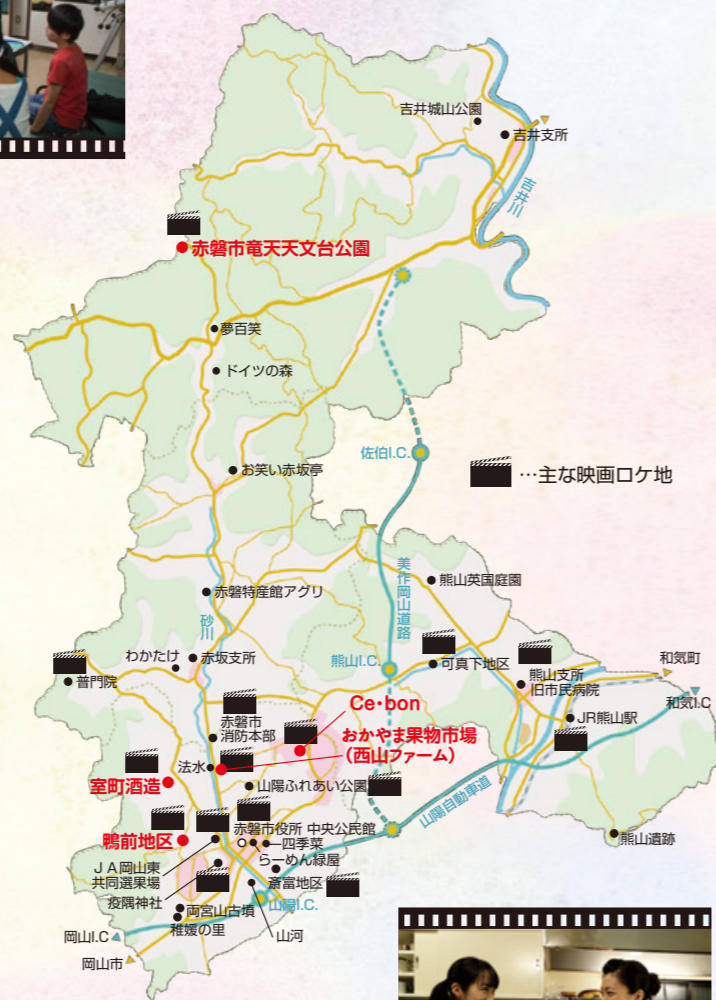 吉井城山公園
吉井支所
吉井川
赤磐市竜天天文台公園
夢百笑
ドイツの森
佐伯I.C.
お笑い赤坂亭
…主な映画ロケ地
美作岡山道路
熊山英国庭園
赤磐特産館アグリ
砂川
わかたけ
赤坂支所
熊山I.C.
可真下地区
普門院
熊山支所
旧市民病院
和気町
和気I.C
Ce・bon
赤磐市
消防本部
JR熊山駅
おかやま果物市場
（西山ファーム）
法水
室町酒造
山陽ふれあい公園
山陽自動車道
鴨前地区
赤磐市役所
中央公民館
四季菜
らーめん緑屋
熊山遺跡
ＪＡ岡山東
共同選果場
斎富地区
疫隅神社
両宮山古墳
山陽I.C.
稚媛の里
山河
岡山I.C
岡山市